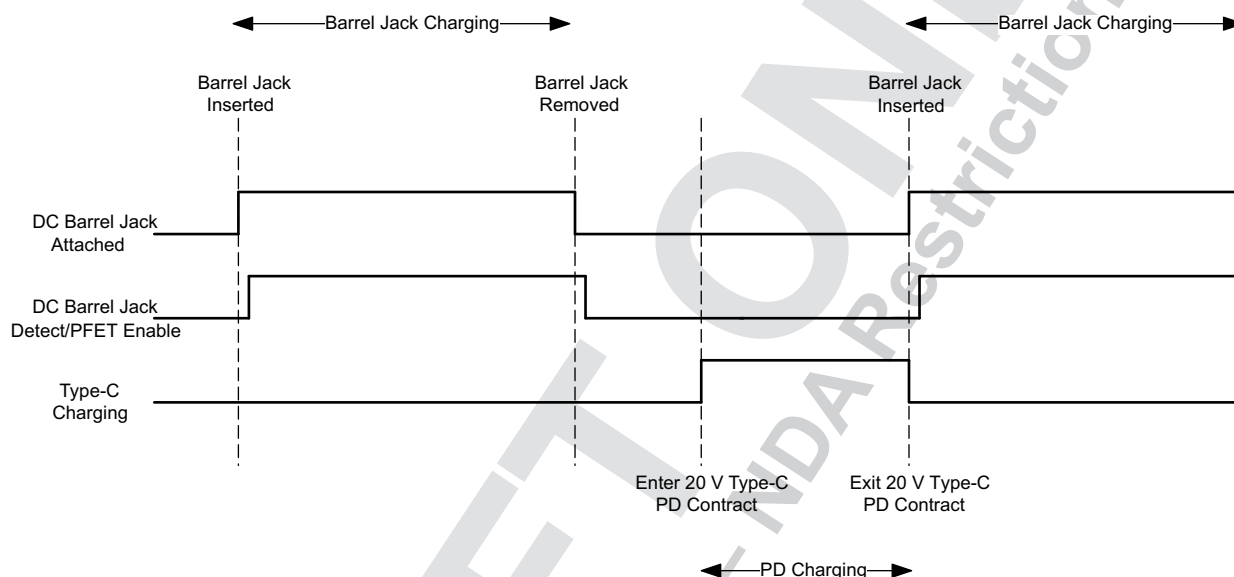 Barrel Jack Charging
Barrel Jack Charging
Barrel Jack
Inserted
Barrel Jack
Removed
Barrel Jack
Inserted
DC Barrel Jack
Attached
DC Barrel Jack
Detect/PFET Enable
Type-C
Charging
Enter 20 V Type-C
PD Contract
Exit 20 V Type-C
PD Contract
PD Charging
NDA Restriction